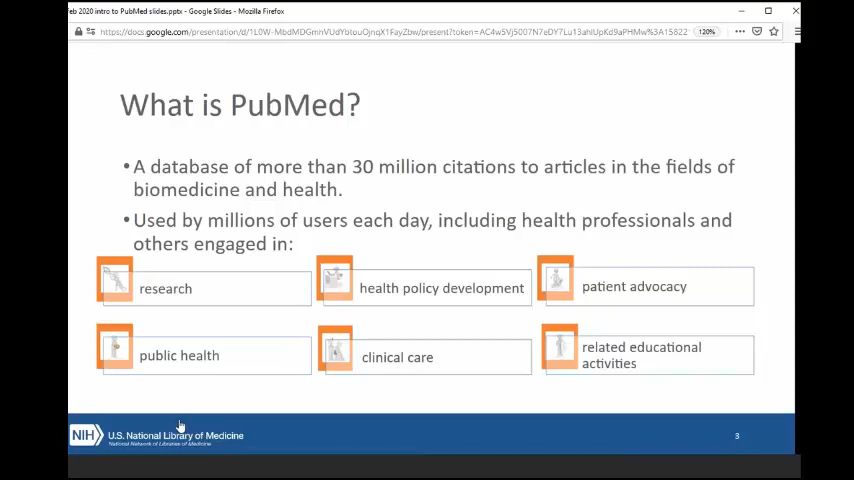 Feb 2020 intro to PubMed slides.pptx - Google Slides - Mozilla Firefox
120%
What is PubMed?
•A database of more than 30 million citations to articles in the fields of
biomedicine and health.
•Used by millions of users each day, including health professionals and
others engaged in:
research
health policy development
patient advocacy
public health
clinical care
related educational
activities
NIH
U.S. National Library of Medicine
National Network of Libraries of Medicine
3